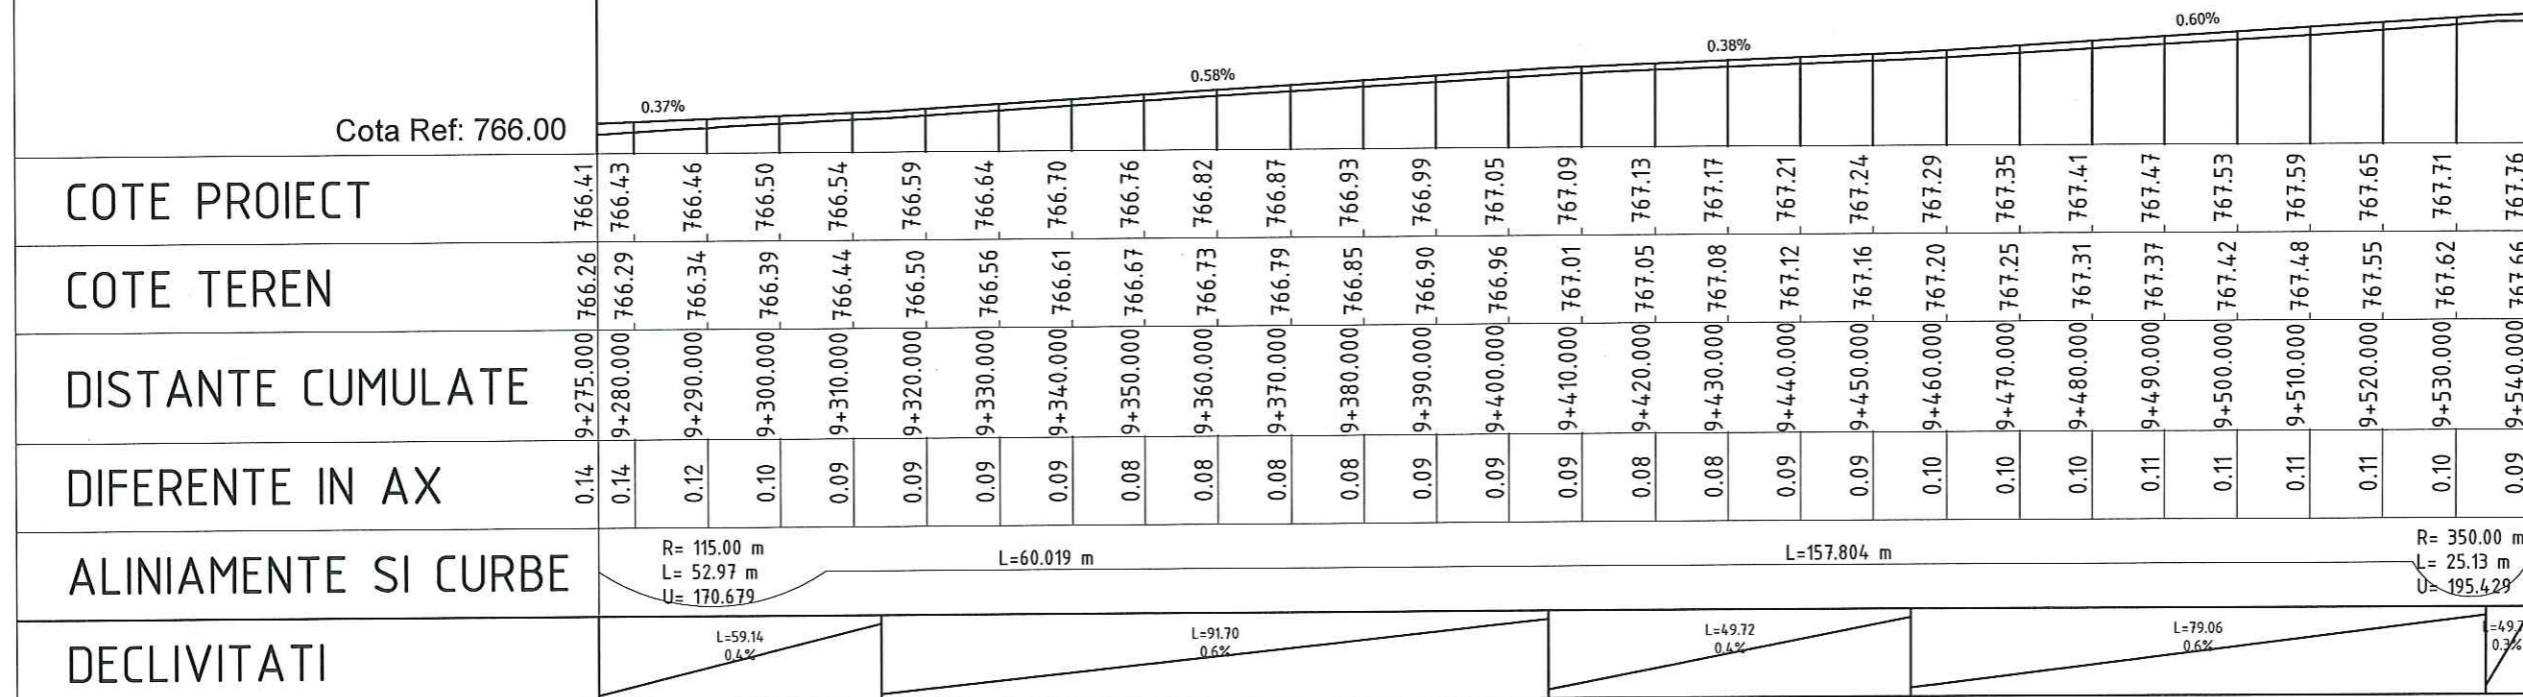 0.37%
0.58%
0.38%
0.60%
Cota Ref: 766.00
COTE PROIECT 766.41 766.43 766.46 766.50 766.54 766.59 766.64 766.70 766.76 766.82 766.87 766.93 766.99 767.05 767.09 767.13 767.17 767.21 767.24 767.29 767.35 767.41 767.47 767.53 767.59 767.65 767.71 767.76
COTE TEREN 766.26 766.29 766.34 766.39 766.44 766.50 766.56 766.61 766.67 766.73 766.79 766.85 766.90 766.96 767.01 767.05 767.08 767.12 767.16 767.20 767.25 767.31 767.37 767.42 767.48 767.55 767.62 767.66
DISTANTE CUMULATE 9+275.000 9+280.000 9+290.000 9+300.000 9+310.000 9+320.000 9+330.000 9+340.000 9+350.000 9+360.000 9+370.000 9+380.000 9+390.000 9+400.000 9+410.000 9+420.000 9+430.000 9+440.000 9+450.000 9+460.000 9+470.000 9+480.000 9+490.000 9+500.000 9+510.000 9+520.000 9+530.000 9+540.000
DIFERENTE IN AX 0.14 0.14 0.12 0.10 0.09 0.09 0.09 0.09 0.08 0.08 0.08 0.08 0.09 0.09 0.09 0.08 0.08 0.09 0.09 0.10 0.10 0.10 0.11 0.11 0.11 0.11 0.10 0.09
ALINIAMENTE SI CURBE
R= 115.00 m
L= 52.97 m
U= 170.679
L=60.019 m
L=157.804 m
R= 350.00 m
L= 25.13 m
U= 195.429
DECLIVITATI
L=59.14
0.4%
L=91.70
0.6%
L=49.72
0.4%
L=79.06
0.6%
0.3%